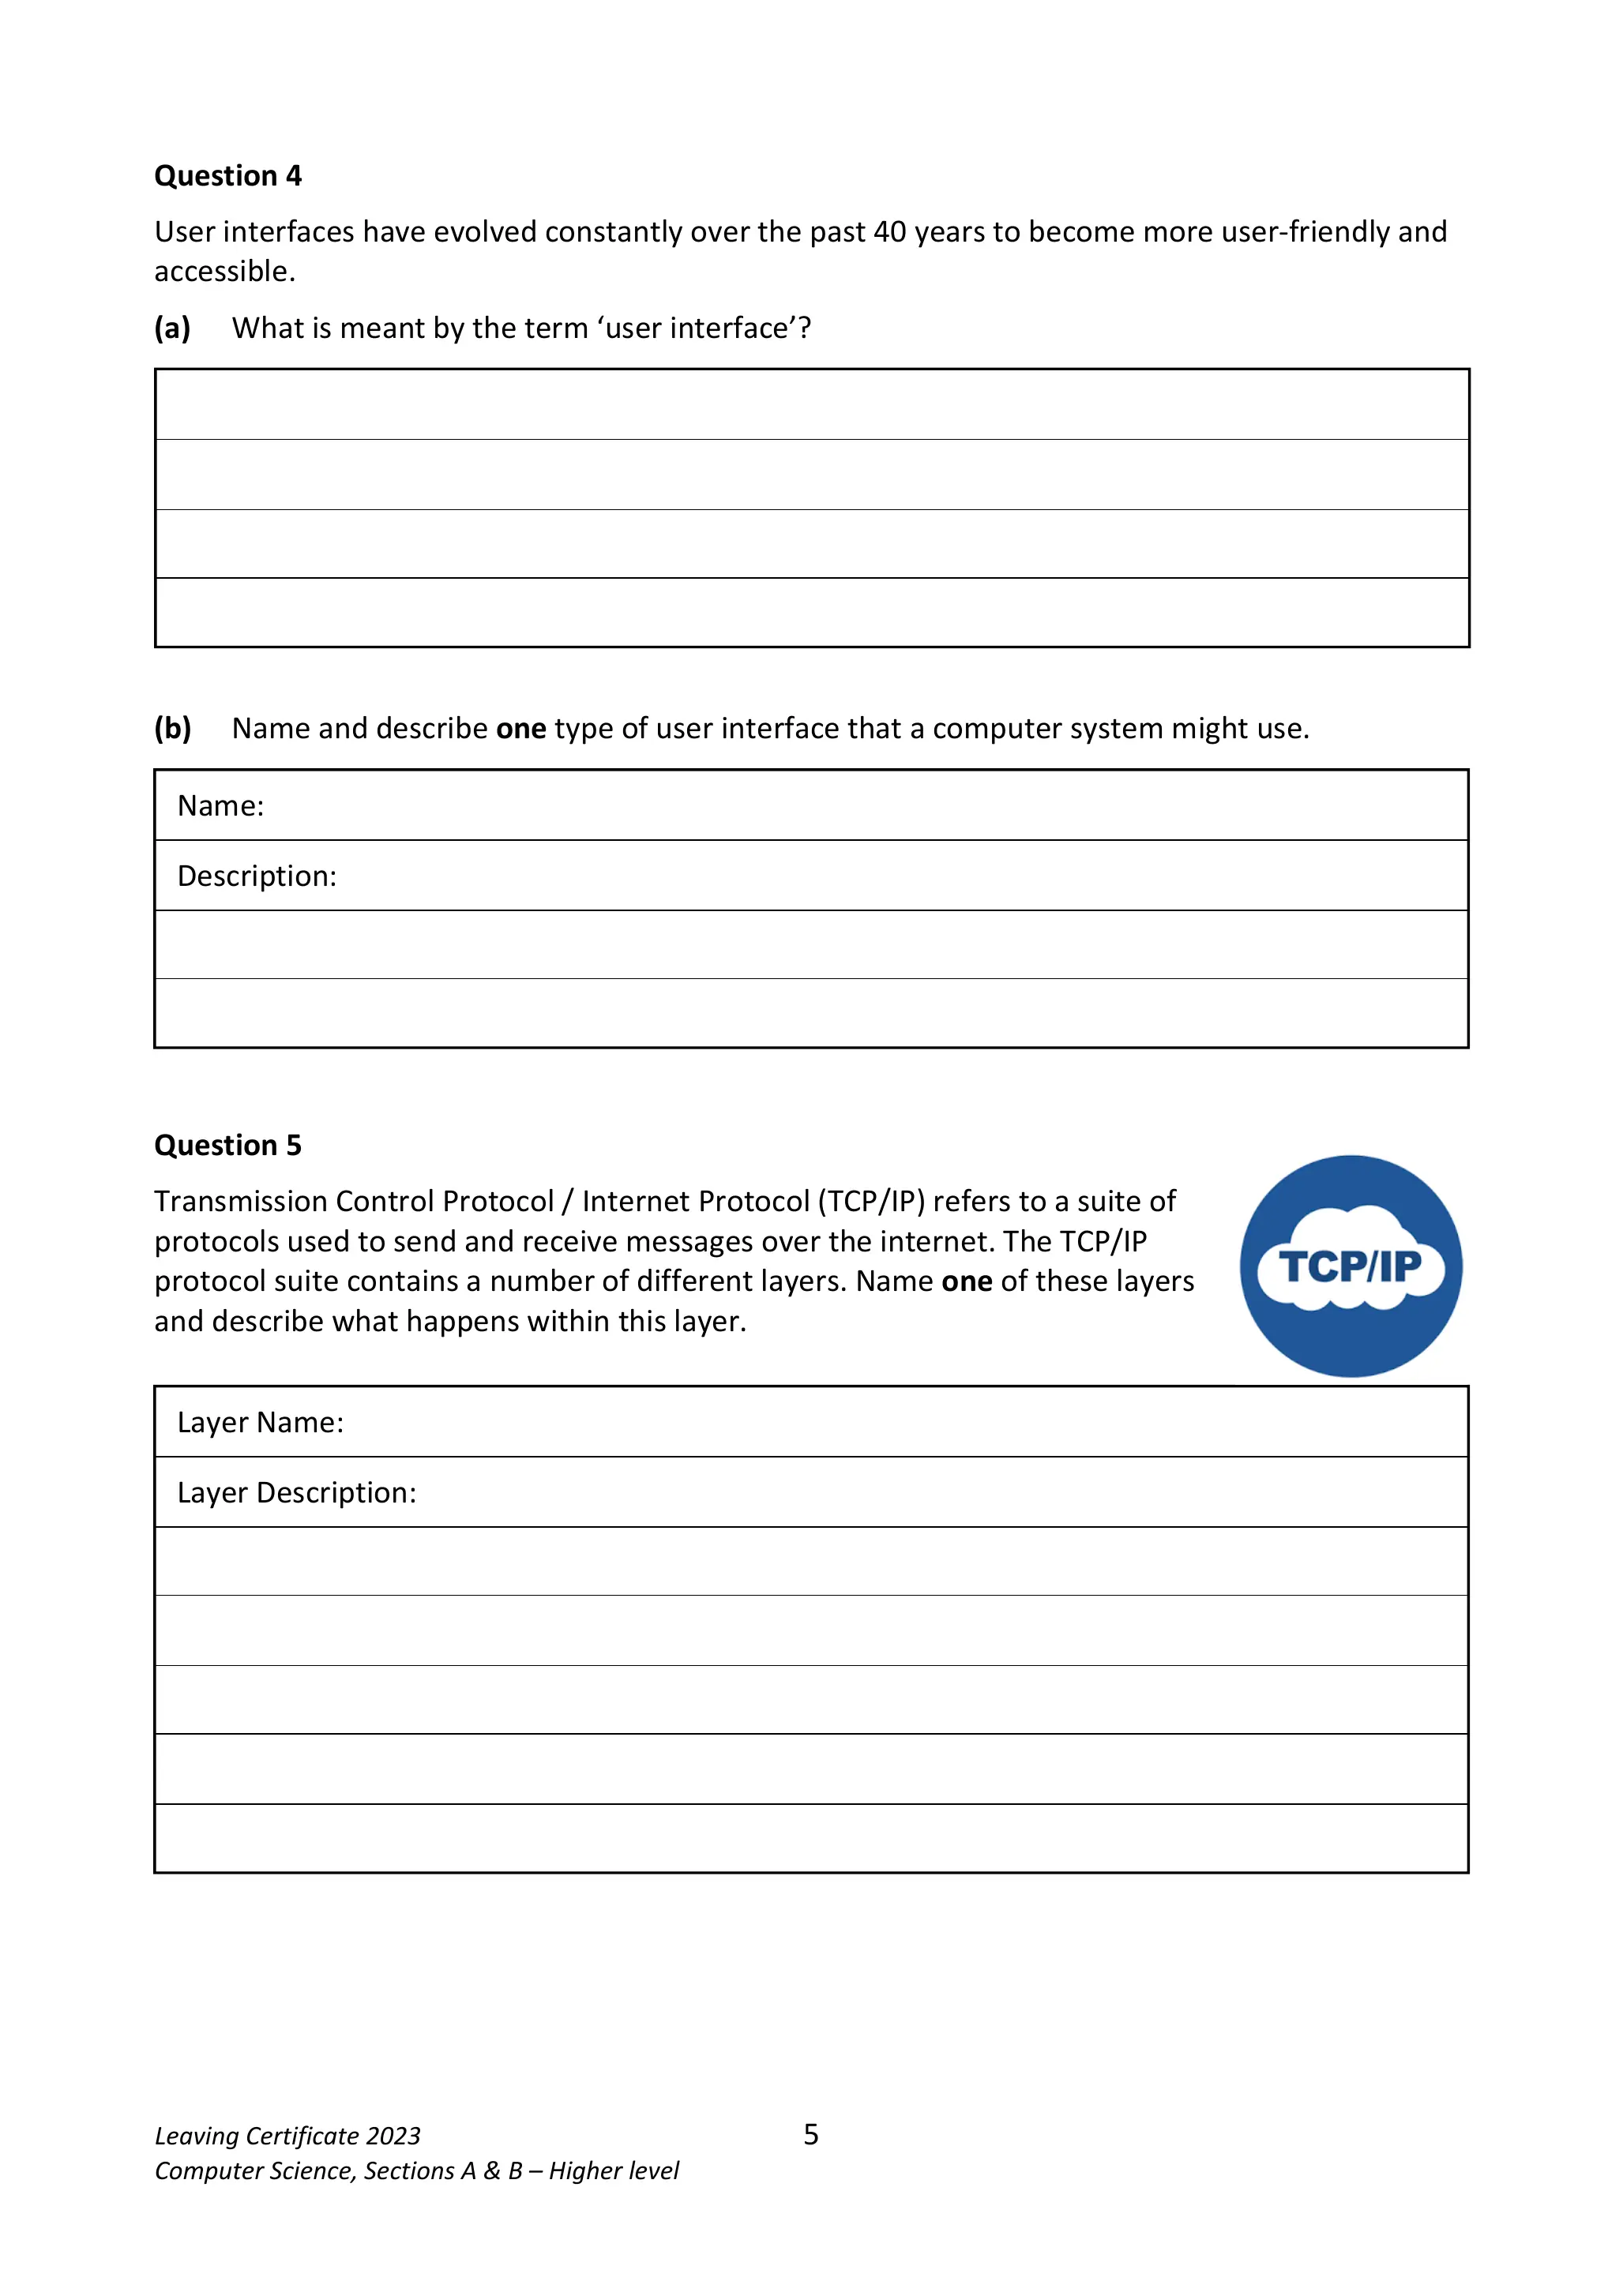 Question 4
User interfaces have evolved constantly over the past 40 years to become more user-friendly and
accessible.
(a) What is meant by the term ‘user interface’?
(b) Name and describe one type of user interface that a computer system might use.
Name:
Description:
Question 5
Transmission Control Protocol / Internet Protocol (TCP/IP) refers to a suite of
protocols used to send and receive messages over the internet. The TCP/IP
protocol suite contains a number of different layers. Name one of these layers
and describe what happens within this layer.
TCP/IP
Layer Name:
Layer Description:
Leaving Certificate 2023
5
Computer Science, Sections A & B – Higher level